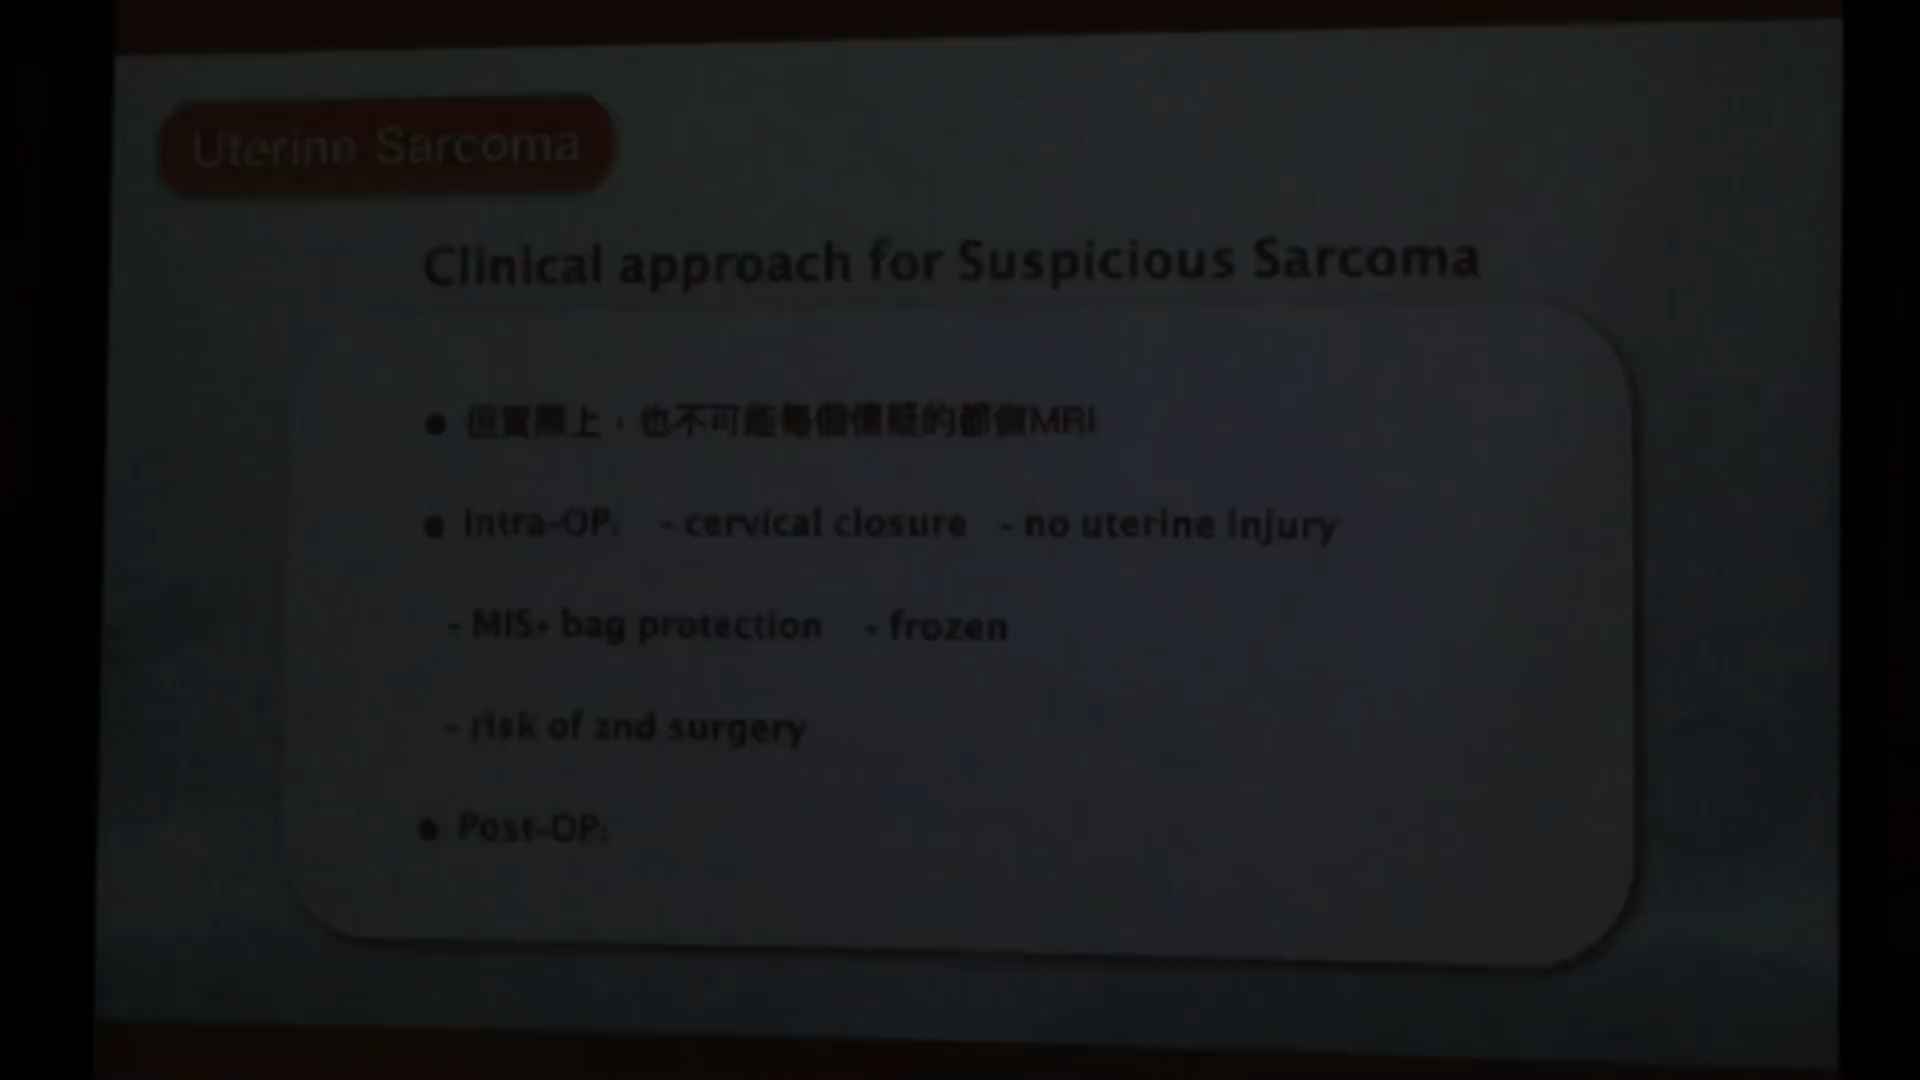 Uterine Sarcoma
Clinical approach for Suspicious Sarcoma
● 但實際上，也不可能每個懷疑的都做MRI
● Intra-OP: - cervical closure - no uterine injury
- MIS+ bag protection - frozen
- risk of 2nd surgery
● Post-OP: